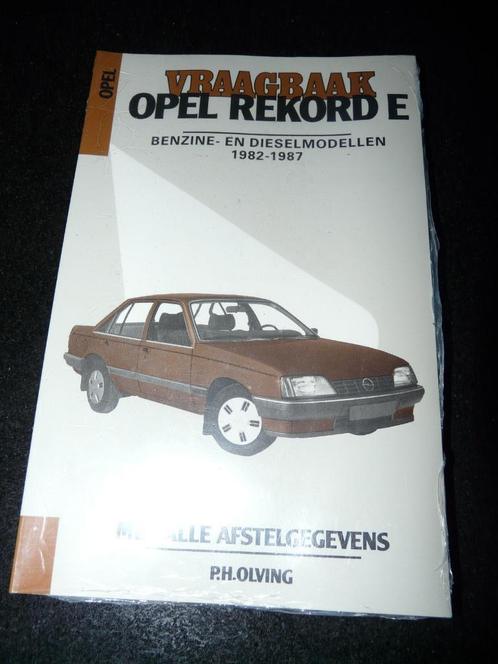 OPEL
VRAAGBAAK
OPEL REKORD E
BENZINE- EN DIESELMODELLEN
1982-1987
ALLE AFSTELGEGEVENS
P.H.OLVING